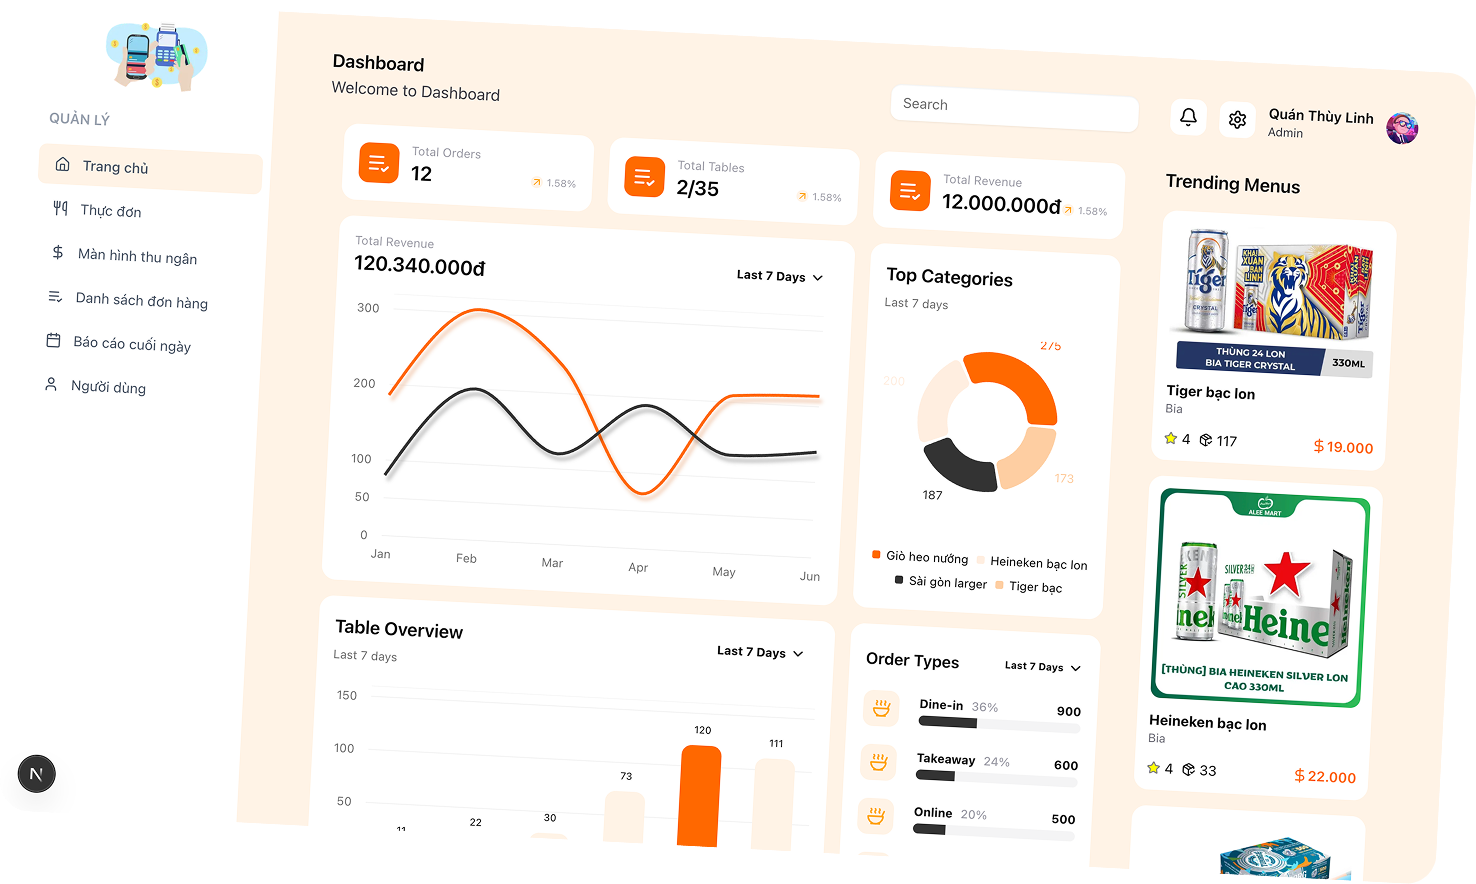 QUẢN LÝ
Trang chủ
Thực đơn
Màn hình thu ngân
Danh sách đơn hàng
Báo cáo cuối ngày
Người dùng
N
Dashboard
Welcome to Dashboard
Search
Quán Thùy Linh
Admin
Total Orders
12
1.58%
Total Tables
2/35
1.58%
Total Revenue
12.000.000đ
1.58%
Total Revenue
120.340.000đ
Last 7 Days
300
200
100
50
0
Jan
Feb
Mar
Apr
May
Jun
Top Categories
Last 7 days
275
200
173
187
Giò heo nướng
Heineken bạc lon
Sài gòn larger
Tiger bạc
Table Overview
Last 7 days
Last 7 Days
150
100
50
11
22
30
73
120
111
Order Types
Last 7 Days
Dine-in 36%
900
Takeaway 24%
600
Online 20%
500
Trending Menus
Tiger
CRYSTAL
KHAI
XUÂN
BẢN
LĨNH
Tiger
Tiger
THÙNG 24 LON
BIA TIGER CRYSTAL
330ML
Tiger bạc lon
Bia
4
117
$ 19.000
ALEE MART
SILVER
SILVER
Heine
[THÙNG] BIA HEINEKEN SILVER LON
CAO 330ML
Heineken bạc lon
Bia
4
33
$ 22.000